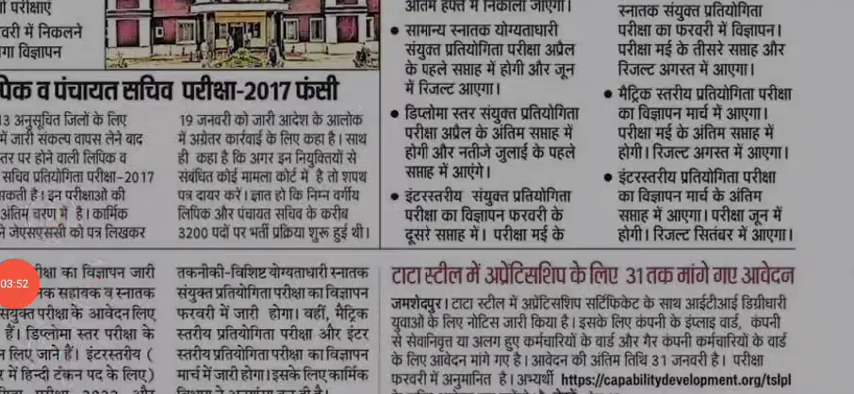 परीक्षाएं
वरी में निकलने
गा विज्ञापन
पिक व पंचायत सचिव परीक्षा-2017 फंसी
13 अनुसूचित जिलों के लिए
में जारी संकल्प वापस लेने बाद
तर पर होने वाली लिपिक व
सचिव प्रतियोगिता परीक्षा-2017
सकती है। इन परीक्षाओं की
अंतिम चरण में है। कार्मिक
ने जेएसएससी को पत्र लिखकर
19 जनवरी को जारी आदेश के आलोक
में अग्रेतर कार्रवाई के लिए कहा है। साथ
ही कहा है कि अगर इन नियुक्तियों से
संबंधित कोई मामला कोर्ट में है तो शपथ
पत्र दायर करें। ज्ञात हो कि निम्न वर्गीय
लिपिक और पंचायत सचिव के करीब
3200 पदों पर भर्ती प्रक्रिया शुरू हुई थी।
03:52
रीक्षा का विज्ञापन जारी
नक सहायक व स्नातक
संयुक्त परीक्षा के आवेदन लिए
हैं। डिप्लोमा स्तर परीक्षा के
न लिए जाने हैं। इंटरस्तरीय (
र में हिन्दी टंकन पद के लिए)
तकनीकी-विशिष्ट योग्यताधारी स्नातक
संयुक्त प्रतियोगिता परीक्षा का विज्ञापन
फरवरी में जारी होगा। वहीं, मैट्रिक
स्तरीय प्रतियोगिता परीक्षा और इंटर
स्तरीय प्रतियोगिता परीक्षा का विज्ञापन
मार्च में जारी होगा। इसके लिए कार्मिक
अंतिम हफ्ते में निकाला जाएगा।
● सामान्य स्नातक योग्यताधारी
संयुक्त प्रतियोगिता परीक्षा अप्रैल
के पहले सप्ताह में होगी और जून
में रिजल्ट आएगा।
● डिप्लोमा स्तर संयुक्त प्रतियोगिता
परीक्षा अप्रैल के अंतिम सप्ताह में
होगी और नतीजे जुलाई के पहले
सप्ताह में आएंगे।
● इंटरस्तरीय संयुक्त प्रतियोगिता
परीक्षा का विज्ञापन फरवरी के
दूसरे सप्ताह में। परीक्षा मई के
स्नातक संयुक्त प्रतियोगिता
परीक्षा का फरवरी में विज्ञापन।
परीक्षा मई के तीसरे सप्ताह और
रिजल्ट अगस्त में आएगा।
● मैट्रिक स्तरीय प्रतियोगिता परीक्षा
का विज्ञापन मार्च में आएगा।
परीक्षा मई के अंतिम सप्ताह में
होगी। रिजल्ट अगस्त में आएगा।
● इंटरस्तरीय प्रतियोगिता परीक्षा
का विज्ञापन मार्च के अंतिम
सप्ताह में आएगा। परीक्षा जून में
होगी। रिजल्ट सितंबर में आएगा।
टाटा स्टील में अप्रेंटिसशिप के लिए 31 तक मांगे गए आवेदन
जमशेदपुर। टाटा स्टील में अप्रेंटिसशिप सर्टिफिकेट के साथ आईटीआई डिग्रीधारी
युवाओं के लिए नोटिस जारी किया है। इसके लिए कंपनी के इंप्लाइ वार्ड, कंपनी
से सेवानिवृत्त या अलग हुए कर्मचारियों के वार्ड और गैर कंपनी कर्मचारियों के वार्ड
के लिए आवेदन मांगे गए है। आवेदन की अंतिम तिथि 31 जनवरी है। परीक्षा
फरवरी में अनुमानित है। अभ्यर्थी https://capabilitydevelopment.org/tslpl